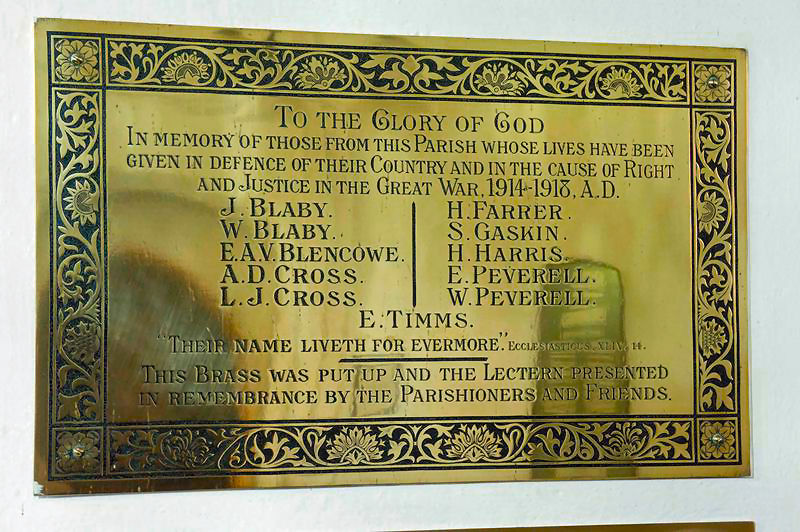 To the Glory of God
In memory of those from this Parish whose lives have been
given in defence of their Country and in the cause of Right
and Justice in the Great War, 1914-1918, A.D.
J. Blaby.
W. Blaby.
E.A.V. Blencowe.
A.D. Cross.
L.J. Cross.
H. Farrer.
S. Gaskin.
H. Harris.
E. Peverell.
W. Peverell.
E. Timms.
"Their name liveth for evermore". Ecclesiasticus. XLIV. 14.
This Brass was put up and the Lectern presented
in remembrance by the Parishioners and Friends.